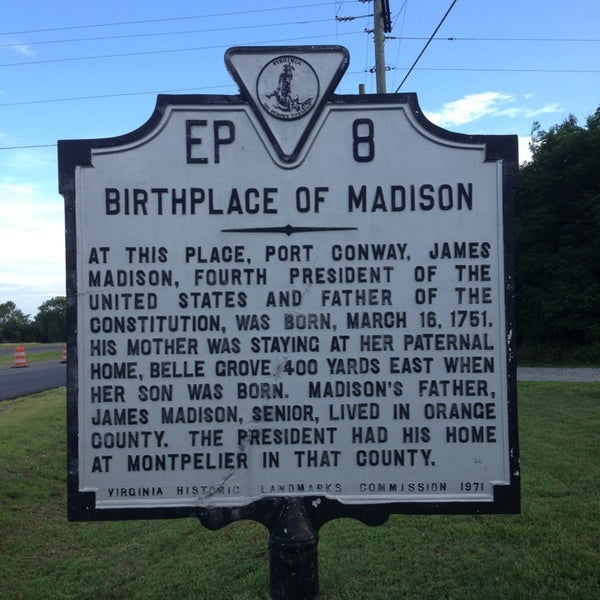 VIRGINIA
EP 8
BIRTHPLACE OF MADISON
AT THIS PLACE, PORT CONWAY, JAMES
MADISON, FOURTH PRESIDENT OF THE
UNITED STATES AND FATHER OF THE
CONSTITUTION, WAS BORN, MARCH 16, 1751.
HIS MOTHER WAS STAYING AT HER PATERNAL
HOME, BELLE GROVE, 400 YARDS EAST WHEN
HER SON WAS BORN. MADISON'S FATHER,
JAMES MADISON, SENIOR, LIVED IN ORANGE
COUNTY. THE PRESIDENT HAD HIS HOME
AT MONTPELIER IN THAT COUNTY.
VIRGINIA HISTORIC LANDMARKS COMMISSION 1971